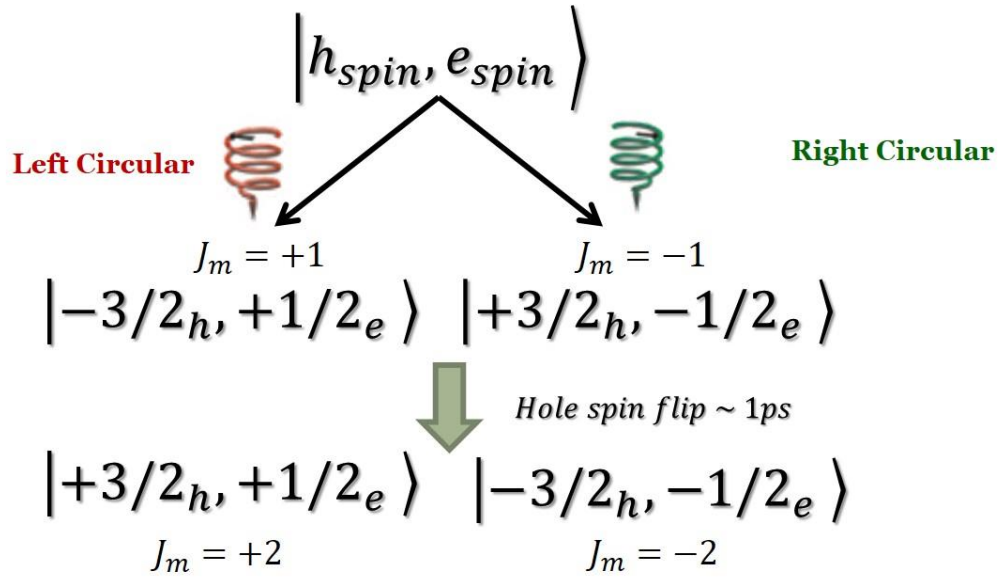 |h_spin, e_spin⟩
Left Circular
Right Circular
J_m = +1
J_m = −1
|−3/2_h, +1/2_e⟩ |+3/2_h, −1/2_e⟩
Hole spin flip ~ 1ps
|+3/2_h, +1/2_e⟩ |−3/2_h, −1/2_e⟩
J_m = +2
J_m = −2